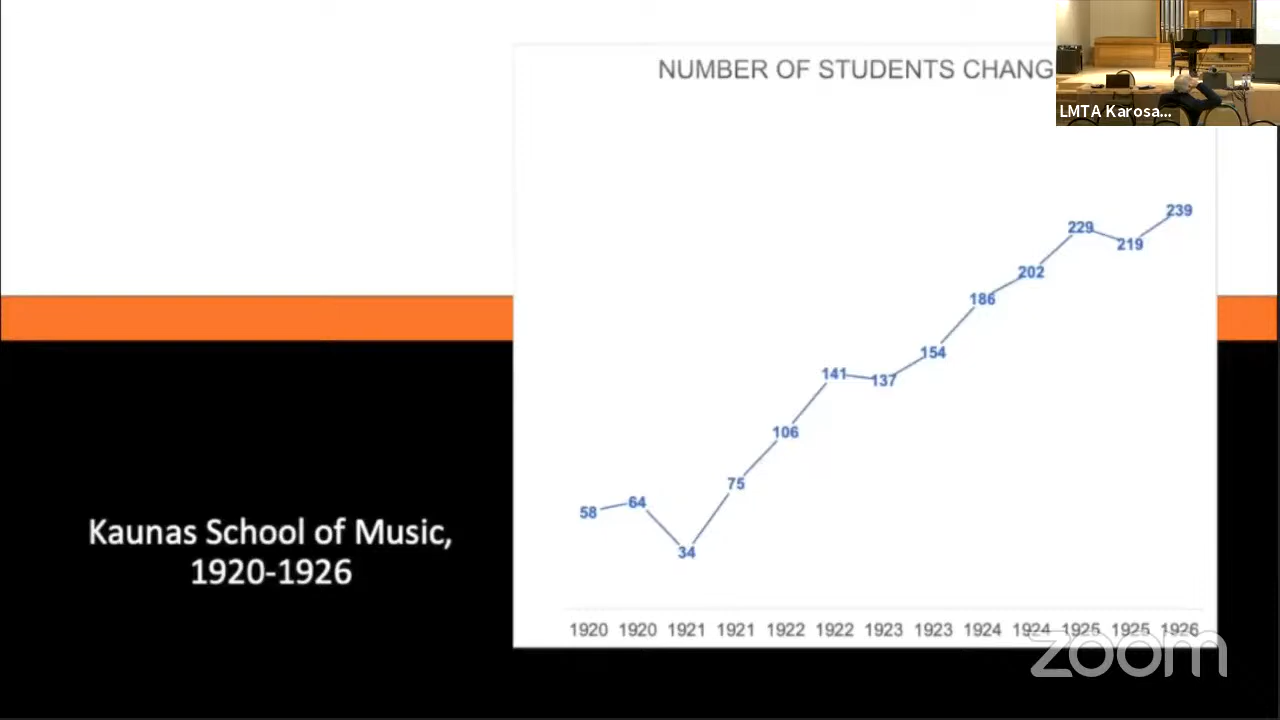 NUMBER OF STUDENTS CHANG
LMTA Karosa...
239
229
219
202
186
154
141
137
106
75
64
58
34
Kaunas School of Music,
1920-1926
1920 1920 1921 1921 1922 1922 1923 1923 1924 1924 1925 1925 1926
zoom